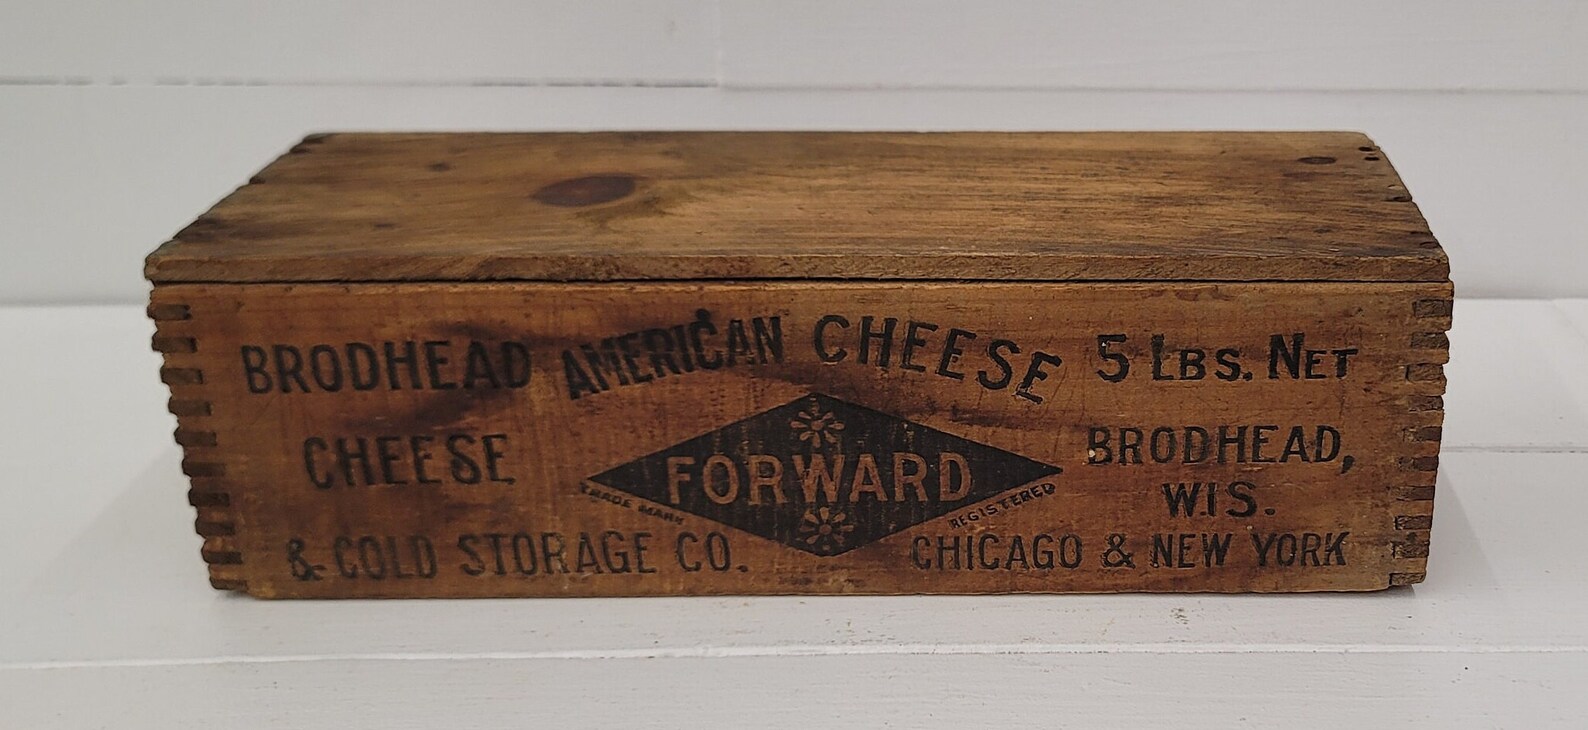 AMERICAN CHEESE
BRODHEAD
CHEESE
& COLD STORAGE CO.
FORWARD
TRADE MARK
REGISTERED
5 LBS. NET
BRODHEAD,
WIS.
CHICAGO & NEW YORK